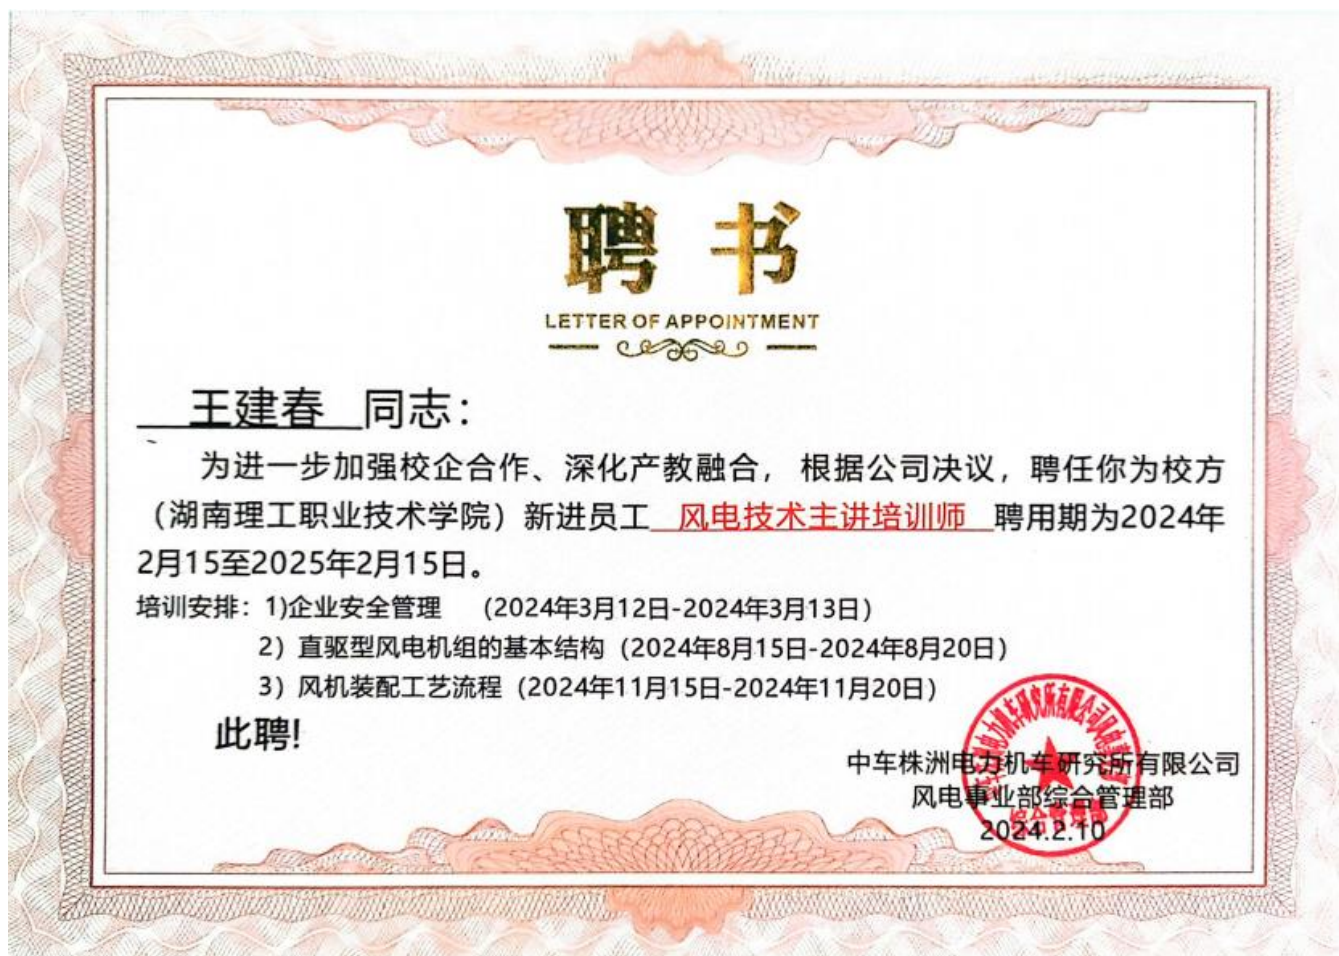 聘书
LETTER OF APPOINTMENT
王建春 同志：
为进一步加强校企合作、深化产教融合，根据公司决议，聘任你为校方
（湖南理工职业技术学院）新进员工 风电技术主讲培训师 聘用期为2024年
2月15至2025年2月15日。
培训安排：1)企业安全管理 （2024年3月12日-2024年3月13日）
2）直驱型风电机组的基本结构（2024年8月15日-2024年8月20日）
3）风机装配工艺流程（2024年11月15日-2024年11月20日）
此聘!
中车株洲电力机车研究所有限公司
风电事业部综合管理部
2024.2.10
综合管理部